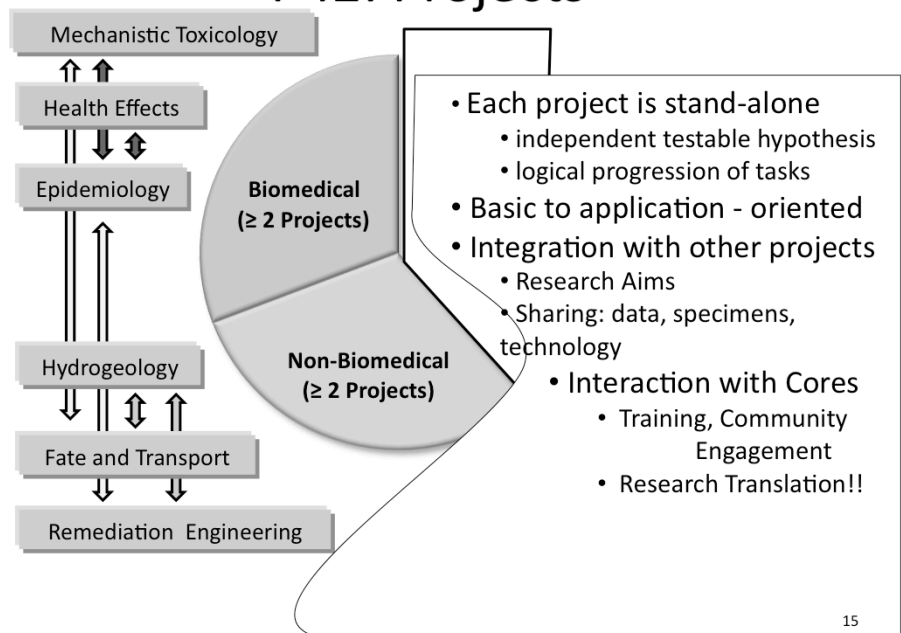 Projects
Mechanistic Toxicology
Health Effects
Epidemiology
Hydrogeology
Fate and Transport
Remediation Engineering
Biomedical
(≥ 2 Projects)
Non-Biomedical
(≥ 2 Projects)
• Each project is stand-alone
• independent testable hypothesis
• logical progression of tasks
• Basic to application - oriented
• Integration with other projects
• Research Aims
• Sharing: data, specimens,
technology
• Interaction with Cores
• Training, Community
Engagement
• Research Translation!!
15